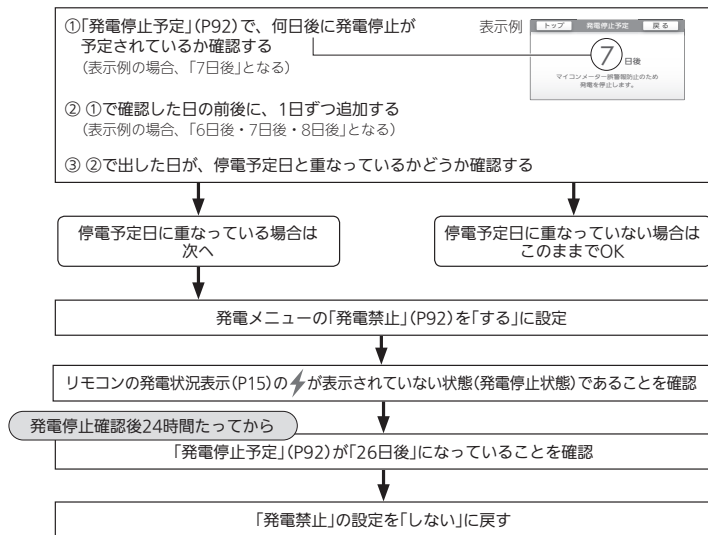 ①「発電停止予定」(P92)で、何日後に発電停止が
予定されているか確認する
(表示例の場合、「7日後」となる)
表示例
トップ 発電停止予定 戻る
7日後
マイコンメーター誤警報防止のため
発電を停止します。
② ①で確認した日の前後に、1日ずつ追加する
(表示例の場合、「6日後・7日後・8日後」となる)
③ ②で出した日が、停電予定日と重なっているかどうか確認する
停電予定日に重なっている場合は
次へ
停電予定日に重なっていない場合は
このままでOK
発電メニューの「発電禁止」(P92)を「する」に設定
リモコンの発電状況表示(P15)の が表示されていない状態(発電停止状態)であることを確認
発電停止確認後24時間たってから
「発電停止予定」(P92)が「26日後」になっていることを確認
「発電禁止」の設定を「しない」に戻す